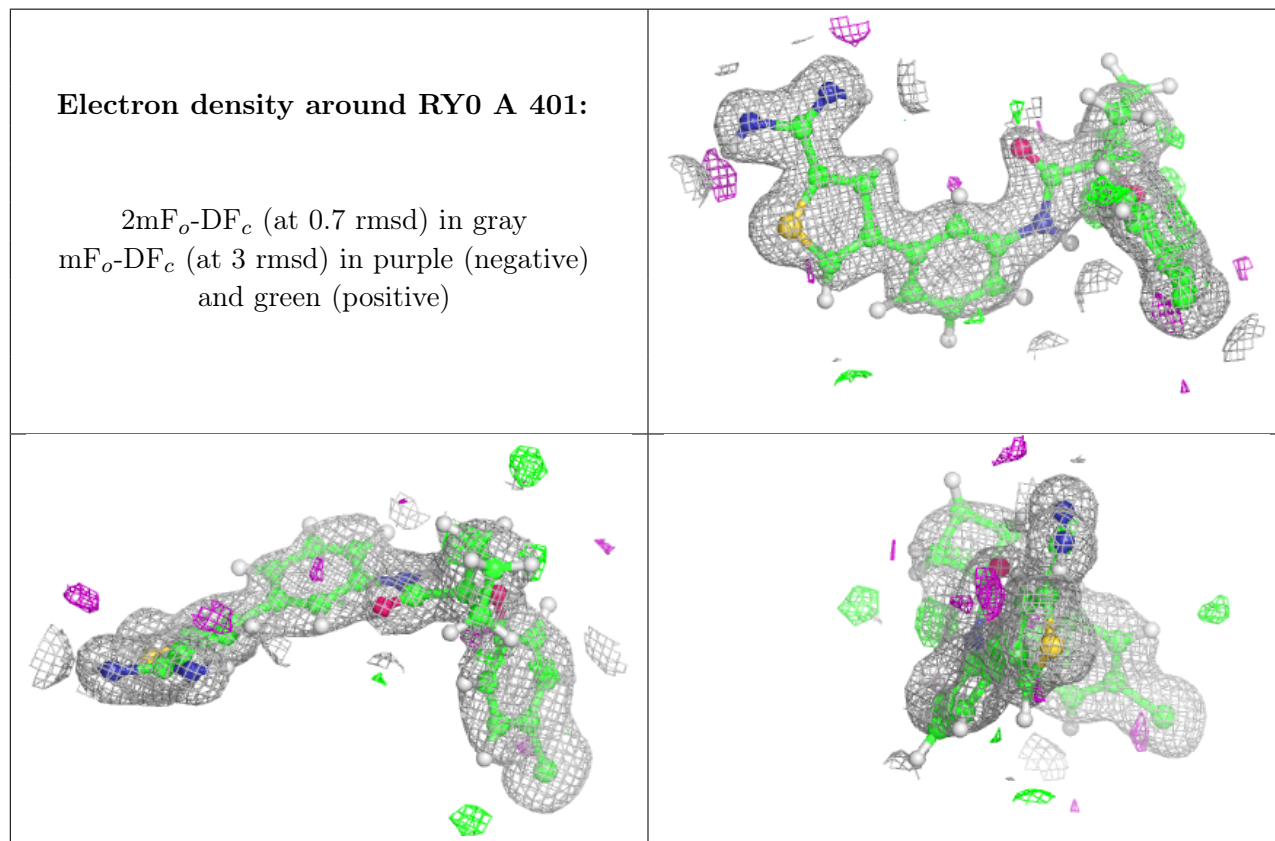 Electron density around RY0 A 401:
2mFo-DFc (at 0.7 rmsd) in gray
mFo-DFc (at 3 rmsd) in purple (negative)
and green (positive)